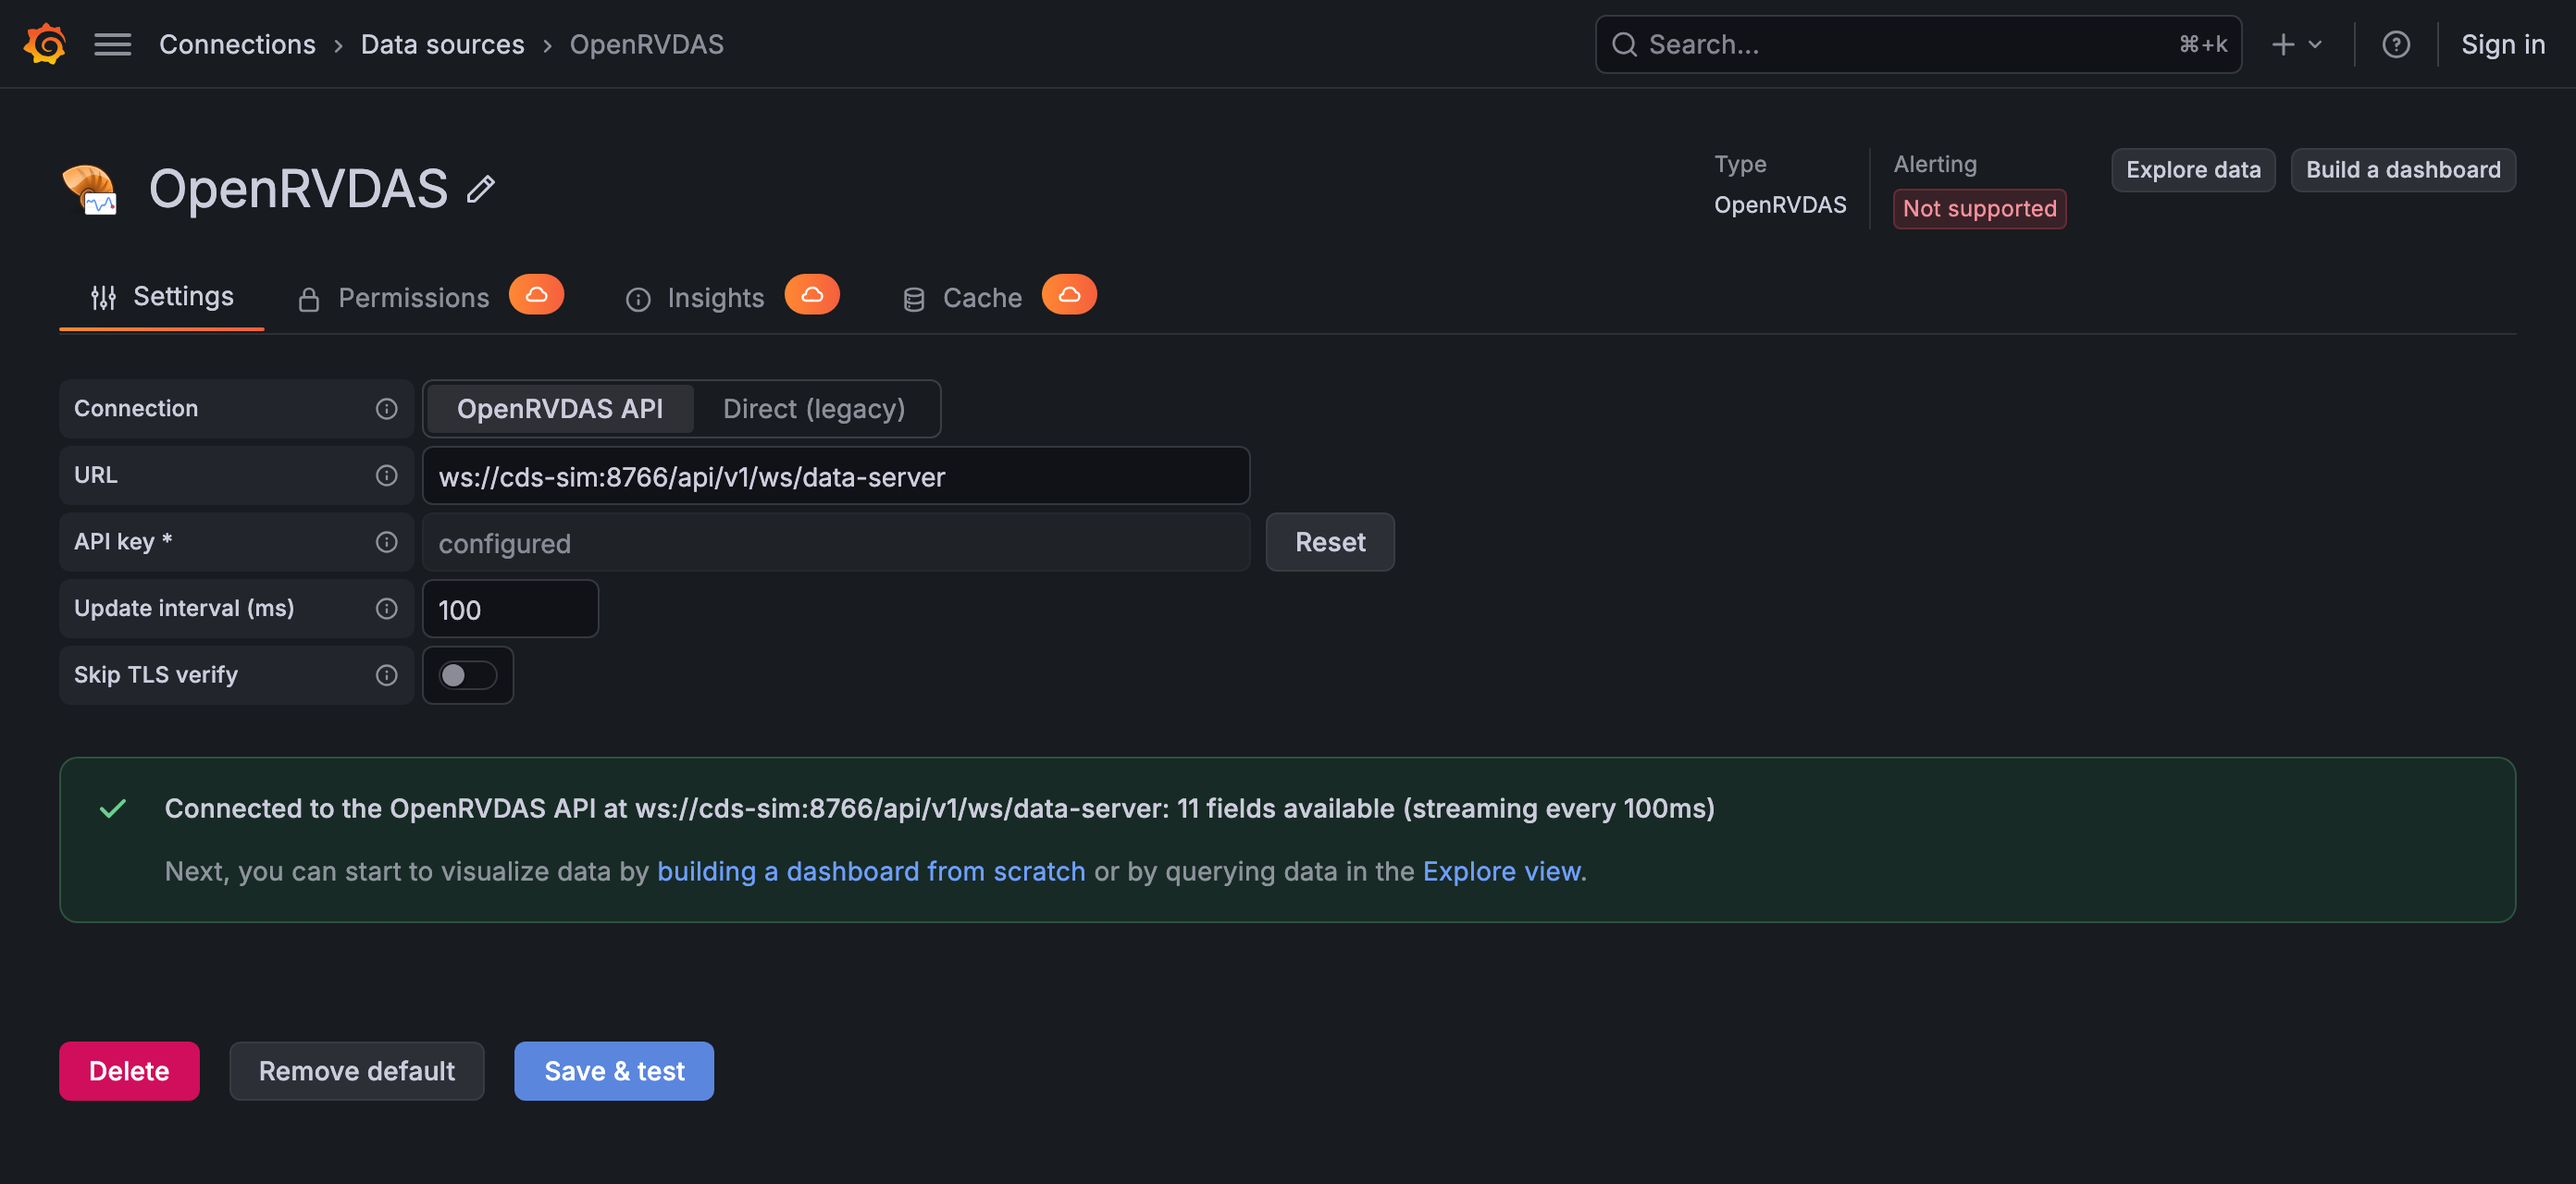 Connections › Data sources › OpenRVDAS
Search...
⌘+k
Sign in
OpenRVDAS
Type
OpenRVDAS
Alerting
Not supported
Explore data
Build a dashboard
Settings
Permissions
Insights
Cache
Connection
OpenRVDAS API
Direct (legacy)
URL
ws://cds-sim:8766/api/v1/ws/data-server
API key *
configured
Reset
Update interval (ms)
100
Skip TLS verify
Connected to the OpenRVDAS API at ws://cds-sim:8766/api/v1/ws/data-server: 11 fields available (streaming every 100ms)
Next, you can start to visualize data by building a dashboard from scratch or by querying data in the Explore view.
Delete
Remove default
Save & test